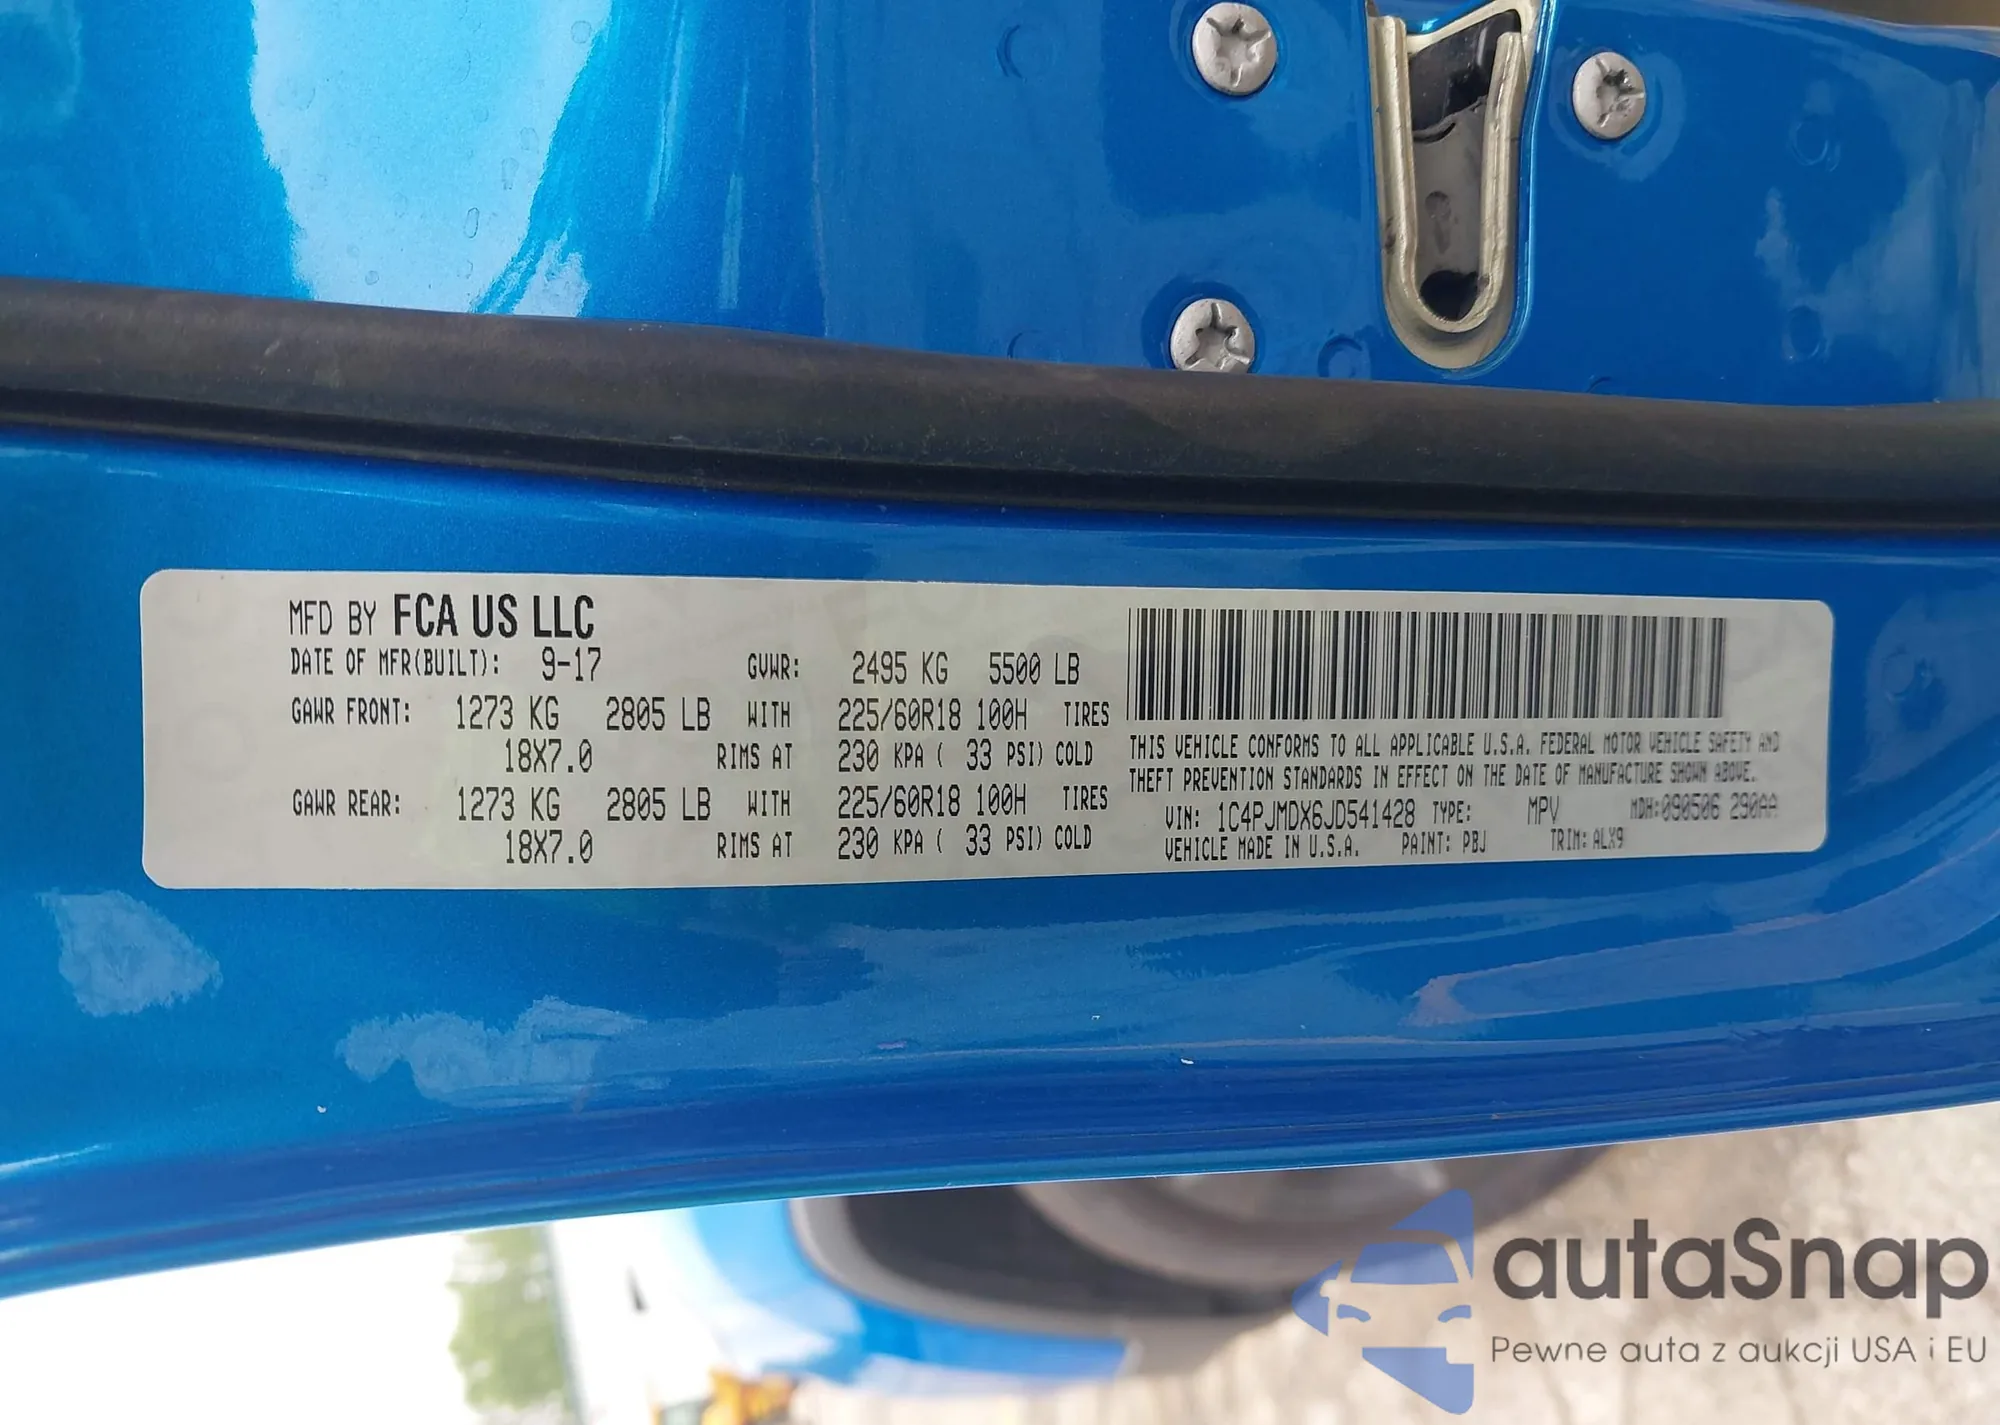 MFD BY FCA US LLC
DATE OF MFR(BUILT): 9-17 GVWR: 2495 KG 5500 LB
GAWR FRONT: 1273 KG 2805 LB WITH 225/60R18 100H TIRES
18X7.0 RIMS AT 230 KPA ( 33 PSI) COLD
GAWR REAR: 1273 KG 2805 LB WITH 225/60R18 100H TIRES
18X7.0 RIMS AT 230 KPA ( 33 PSI) COLD
THIS VEHICLE CONFORMS TO ALL APPLICABLE U.S.A. FEDERAL MOTOR VEHICLE SAFETY AND
THEFT PREVENTION STANDARDS IN EFFECT ON THE DATE OF MANUFACTURE SHOWN ABOVE.
VIN: 1C4PJMDX6JD541428 TYPE: MPV MDH:090506 290AA
VEHICLE MADE IN U.S.A. PAINT: PBJ TRIM: ALX9
autaSnap
Pewne auta z aukcji USA i EU